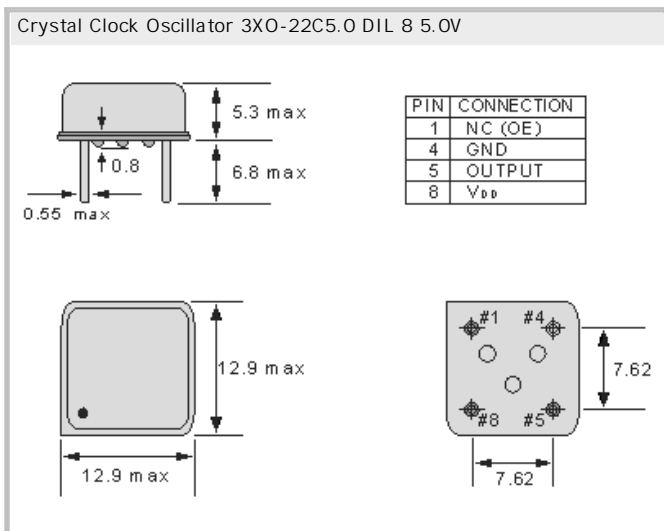 Crystal Clock Oscillator 3XO-22C5.0 DIL 8 5.0V
5.3 max
0.8
6.8 max
0.55 max
PIN CONNECTION
1 NC (OE)
4 GND
5 OUTPUT
8 VDD
12.9 max
12.9 max
#1 #4
7.62
#8 #5
7.62